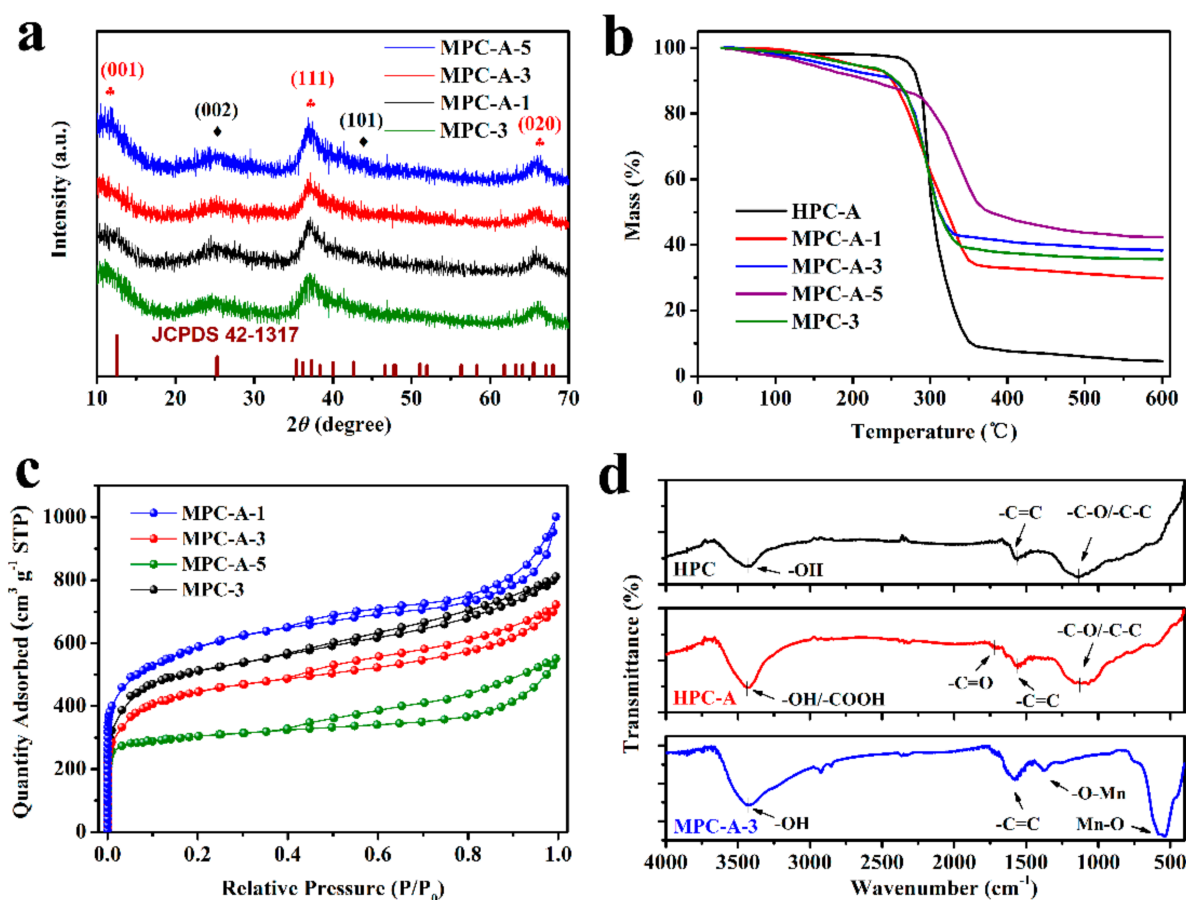 a
MPC-A-5
MPC-A-3
MPC-A-1
MPC-3
(001)
(002)
(111)
(101)
(020)
JCPDS 42-1317
Intensity (a.u.)
10 20 30 40 50 60 70
2θ (degree)
b
100
80
60
40
20
0
Mass (%)
HPC-A
MPC-A-1
MPC-A-3
MPC-A-5
MPC-3
0 100 200 300 400 500 600
Temperature (℃)
c
1000
800
600
400
200
0
Quantity Adsorbed (cm³ g⁻¹ STP)
MPC-A-1
MPC-A-3
MPC-A-5
MPC-3
0.0 0.2 0.4 0.6 0.8 1.0
Relative Pressure (P/P₀)
d
Transmittance (%)
-C=C
-C-O/-C-C
HPC
-OH
-C-O/-C-C
HPC-A
-OH/-COOH
-C=O
-C=C
-O-Mn
MPC-A-3
-OH
-C=C
Mn-O
4000 3500 3000 2500 2000 1500 1000 500
Wavenumber (cm⁻¹)